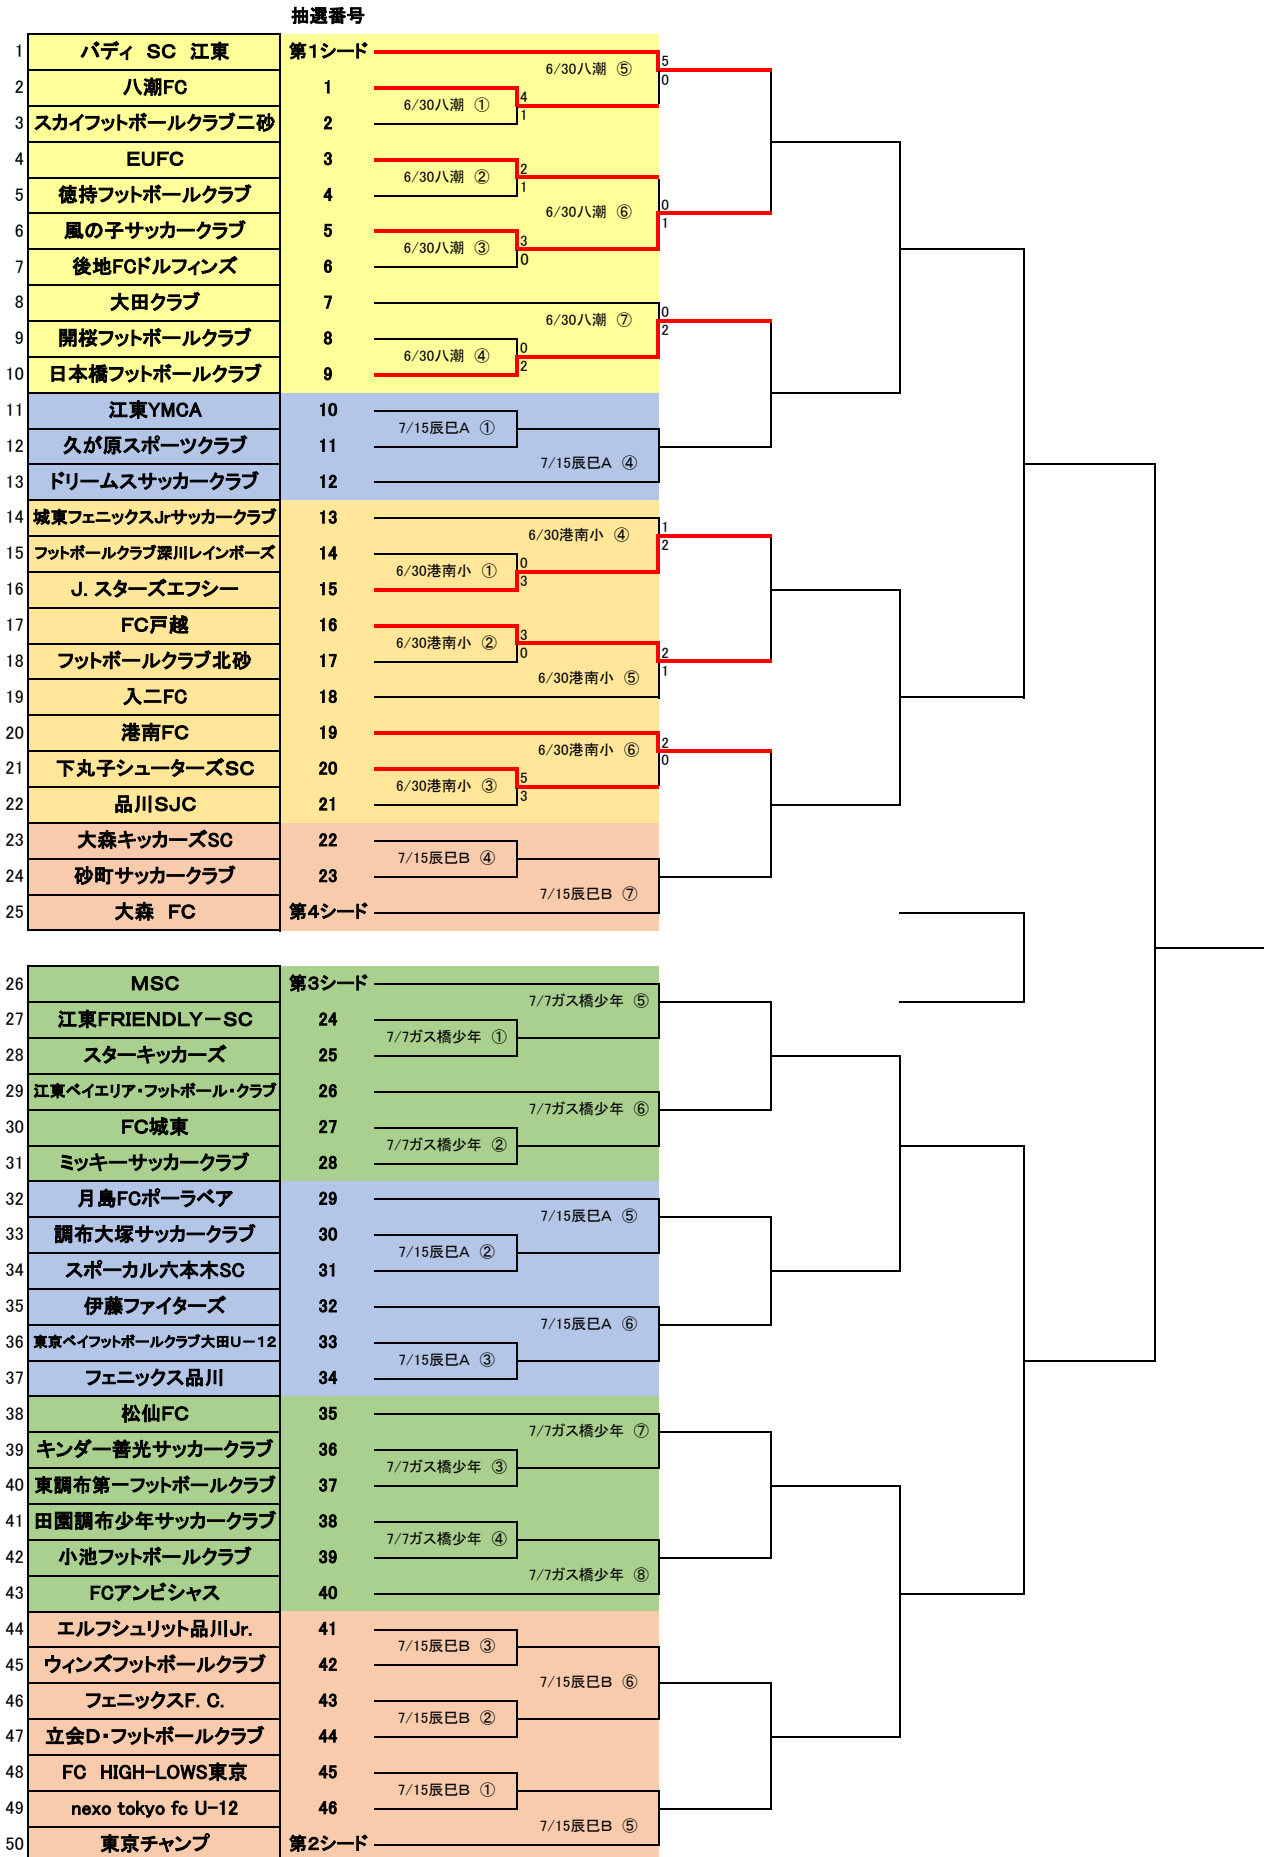 抽選番号
1 バディ SC 江東 第1シード
6/30八潮 ⑤ 5
0
2 八潮FC 1
6/30八潮 ① 4
1
3 スカイフットボールクラブ二砂 2
4 EUFC 3
6/30八潮 ② 2
1
5 徳持フットボールクラブ 4
6/30八潮 ⑥ 0
1
6 風の子サッカークラブ 5
6/30八潮 ③ 3
0
7 後地FCドルフィンズ 6
8 大田クラブ 7
6/30八潮 ⑦ 0
2
9 開桜フットボールクラブ 8
6/30八潮 ④ 0
2
10 日本橋フットボールクラブ 9
11 江東YMCA 10
7/15辰巳A ①
12 久が原スポーツクラブ 11
7/15辰巳A ④
13 ドリームスサッカークラブ 12
14 城東フェニックスJrサッカークラブ 13
6/30港南小 ④ 1
2
15 フットボールクラブ深川レインボーズ 14
6/30港南小 ① 0
3
16 J. スターズエフシー 15
17 FC戸越 16
6/30港南小 ② 3
0
18 フットボールクラブ北砂 17
6/30港南小 ⑤ 2
1
19 入二FC 18
20 港南FC 19
6/30港南小 ⑥ 2
0
21 下丸子シューターズSC 20
6/30港南小 ③ 5
3
22 品川SJC 21
23 大森キッカーズSC 22
7/15辰巳B ④
24 砂町サッカークラブ 23
7/15辰巳B ⑦
25 大森 FC 第4シード
26 MSC 第3シード
7/7ガス橋少年 ⑤
27 江東FRIENDLY－SC 24
7/7ガス橋少年 ①
28 スターキッカーズ 25
29 江東ベイエリア・フットボール・クラブ 26
7/7ガス橋少年 ⑥
30 FC城東 27
7/7ガス橋少年 ②
31 ミッキーサッカークラブ 28
32 月島FCポーラベア 29
7/15辰巳A ⑤
33 調布大塚サッカークラブ 30
7/15辰巳A ②
34 スポーカル六本木SC 31
35 伊藤ファイターズ 32
7/15辰巳A ⑥
36 東京ベイフットボールクラブ大田U－12 33
7/15辰巳A ③
37 フェニックス品川 34
38 松仙FC 35
7/7ガス橋少年 ⑦
39 キンダー善光サッカークラブ 36
7/7ガス橋少年 ③
40 東調布第一フットボールクラブ 37
41 田園調布少年サッカークラブ 38
7/7ガス橋少年 ④
42 小池フットボールクラブ 39
7/7ガス橋少年 ⑧
43 FCアンビシャス 40
44 エルフシュリット品川Jr. 41
7/15辰巳B ③
45 ウィンズフットボールクラブ 42
7/15辰巳B ⑥
46 フェニックスF. C. 43
7/15辰巳B ②
47 立会D・フットボールクラブ 44
48 FC HIGH-LOWS東京 45
7/15辰巳B ①
49 nexo tokyo fc U-12 46
7/15辰巳B ⑤
50 東京チャンプ 第2シード